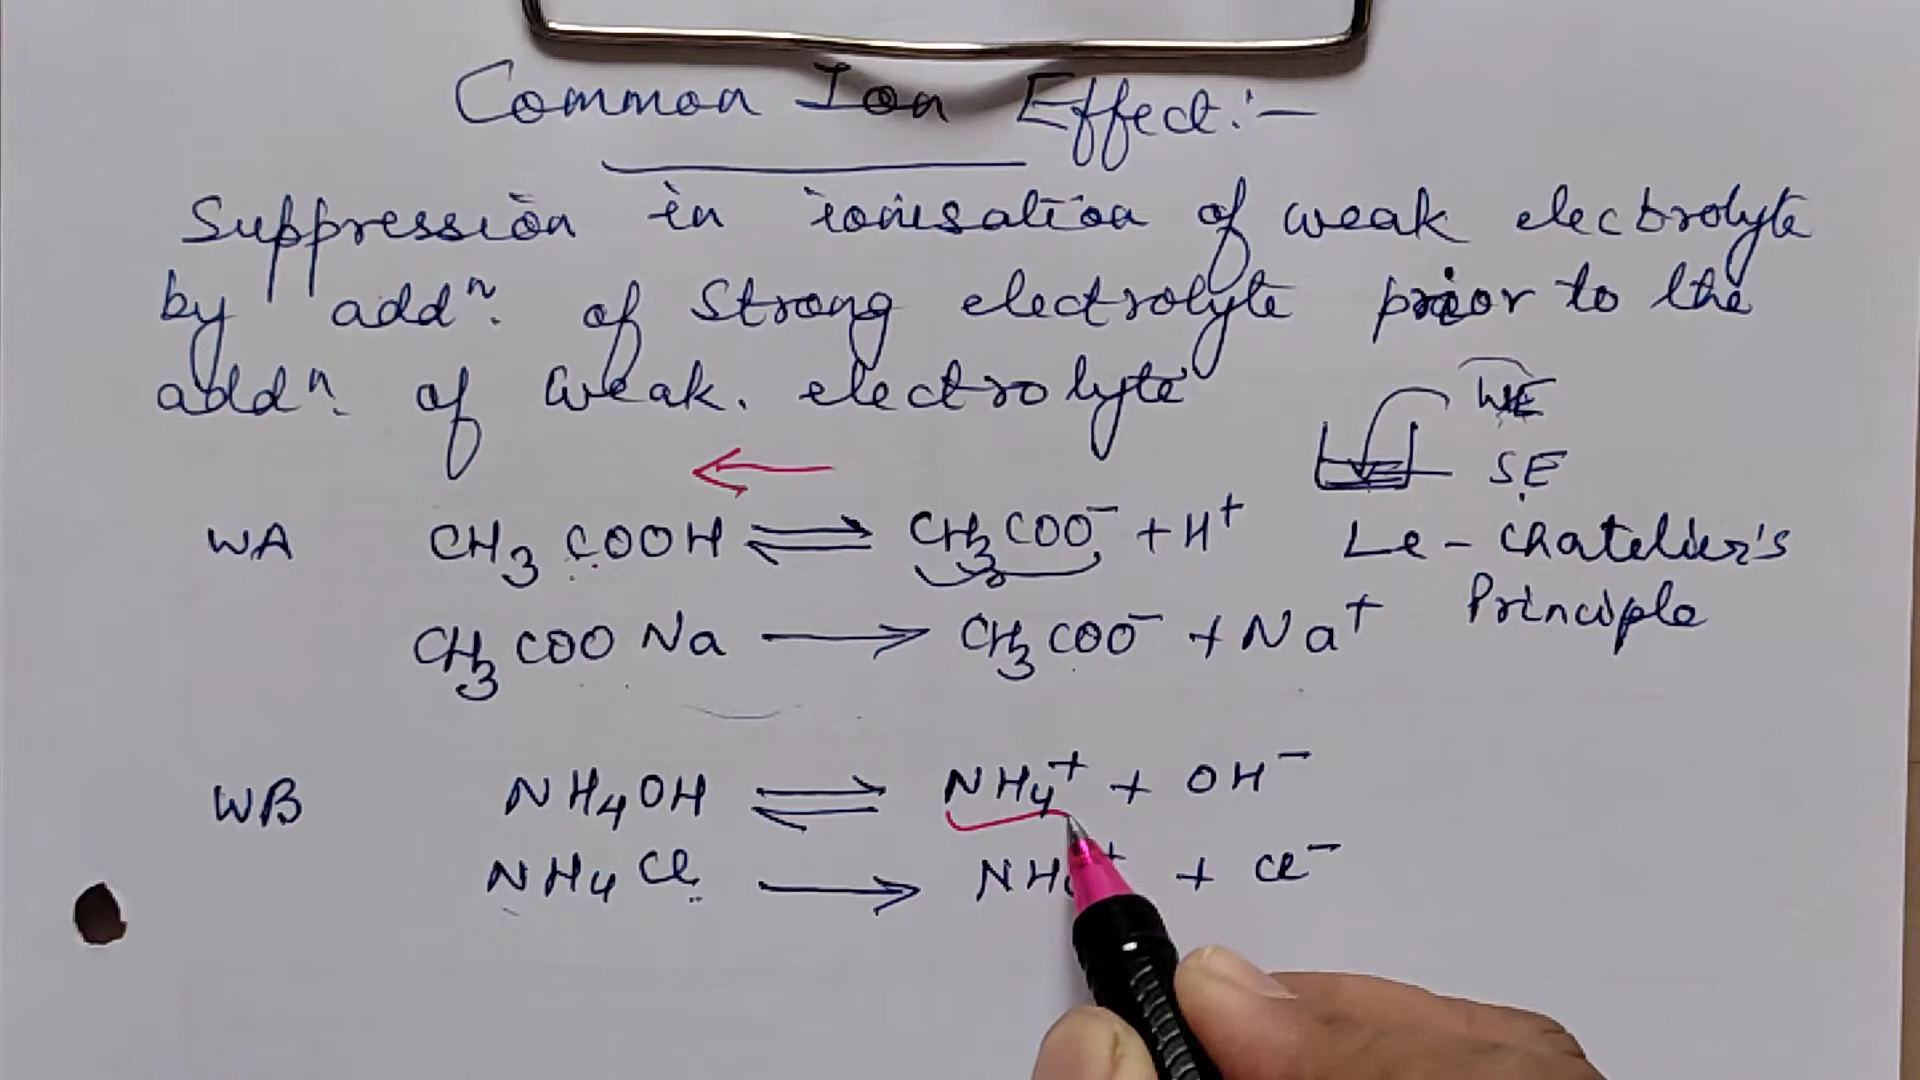 Common Ion Effect:-
Suppression in ionisation of weak electrolyte
by addⁿ. of Strong electrolyte prior to the
addⁿ. of weak. electrolyte
WE
SE
WA CH₃COOH ⇌ CH₃COO⁻ + H⁺
Le-Chatelier's
Principle
CH₃COONa → CH₃COO⁻ + Na⁺
WB NH₄OH ⇌ NH₄⁺ + OH⁻
NH₄Cl → NH + Cl⁻